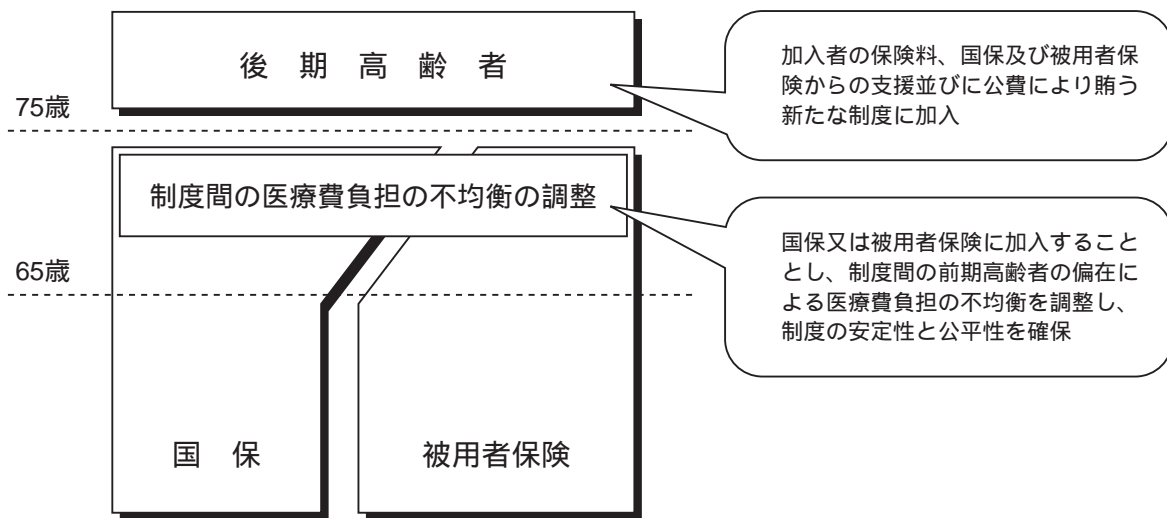 後期高齢者
加入者の保険料、国保及び被用者保
険からの支援並びに公費により賄う
新たな制度に加入
75歳
制度間の医療費負担の不均衡の調整
国保又は被用者保険に加入すること
とし、制度間の前期高齢者の偏在に
よる医療費負担の不均衡を調整し、
制度の安定性と公平性を確保
65歳
国保
被用者保険